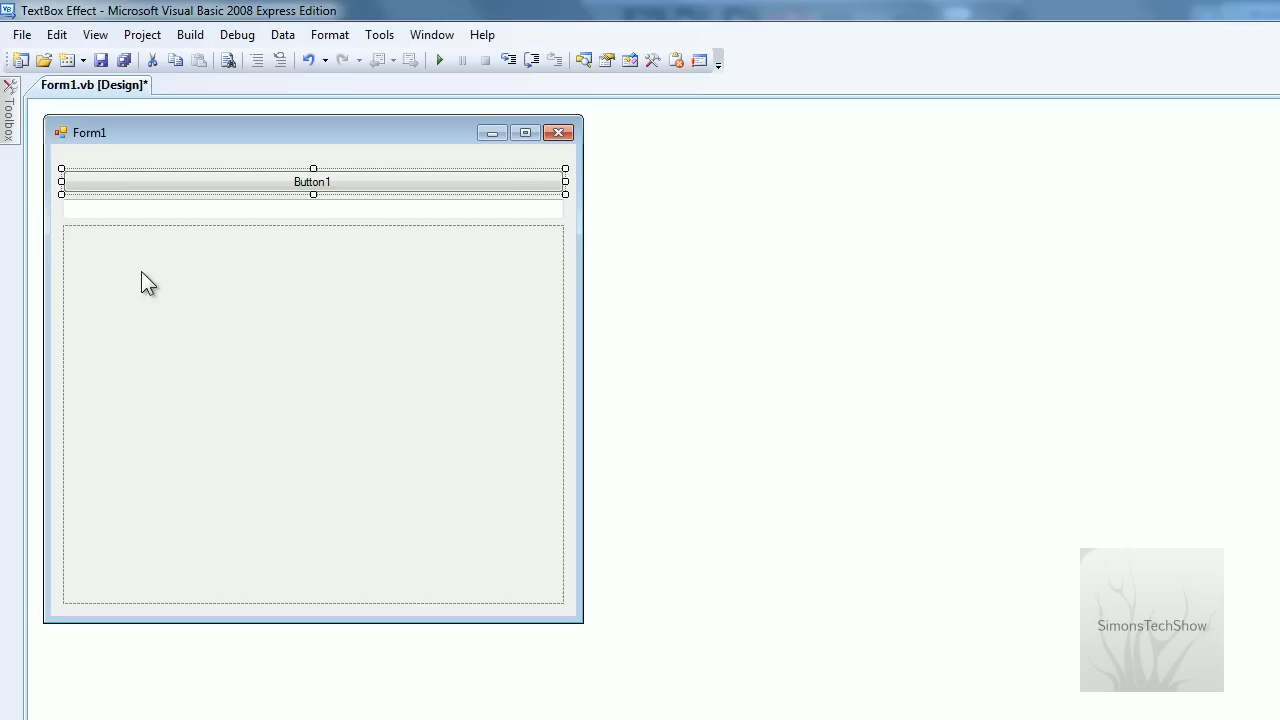 TextBox Effect - Microsoft Visual Basic 2008 Express Edition
File Edit View Project Build Debug Data Format Tools Window Help
Toolbox
Form1.vb [Design]*
Form1
Button1
SimonsTechShow